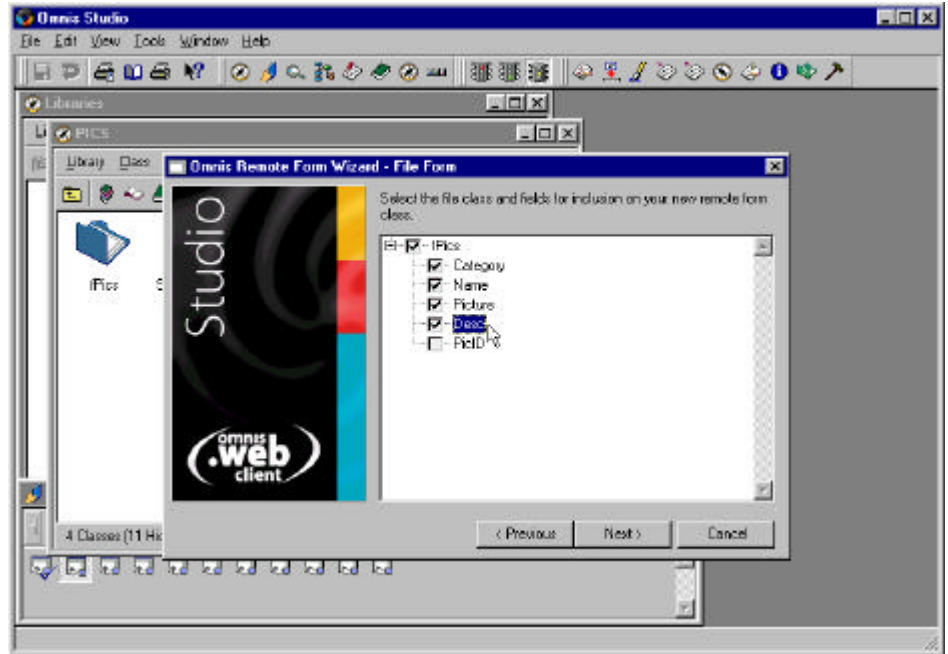 Omnis Studio
File Edit View Tools Window Help
Libraries
PICS
Library Class
Omnis Remote Form Wizard - File Form
Select the file class and fields for inclusion on your new remote form
class.
Studio
fPics
fPics
Category
Name
Picture
Desc
PicID
omnis
.web
client
4 Classes (11 Hi
< Previous Next > Cancel